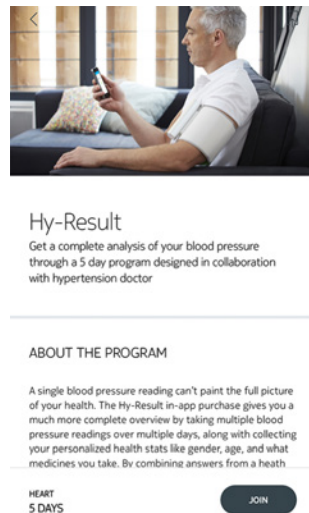 Hy-Result
Get a complete analysis of your blood pressure
through a 5 day program designed in collaboration
with hypertension doctor
ABOUT THE PROGRAM
A single blood pressure reading can't paint the full picture
of your health. The Hy-Result in-app purchase gives you a
much more complete overview by taking multiple blood
pressure readings over multiple days, along with collecting
your personalized health stats like gender, age, and what
medicines you take. By combining answers from a heath
HEART
5 DAYS
JOIN